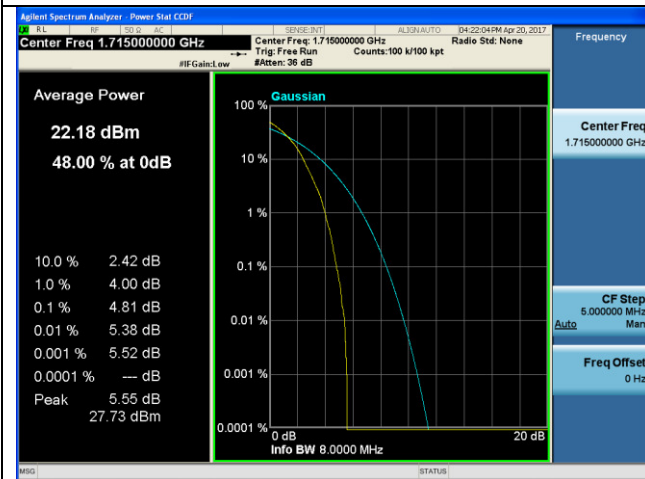 Agilent Spectrum Analyzer - Power Stat CCDF
RL RF 50 Ω AC SENSE:INT ALIGN AUTO 04:22:04 PM Apr 20, 2017
Center Freq 1.715000000 GHz
Center Freq: 1.715000000 GHz Radio Std: None
Trig: Free Run Counts:100 k/100 kpt
#IFGain:Low #Atten: 36 dB
Frequency
Average Power
22.18 dBm
48.00 % at 0dB
10.0 % 2.42 dB
1.0 % 4.00 dB
0.1 % 4.81 dB
0.01 % 5.38 dB
0.001 % 5.52 dB
0.0001 % --- dB
Peak 5.55 dB
27.73 dBm
Gaussian
100 %
10 %
1 %
0.1 %
0.01 %
0.001 %
0.0001 %
0 dB 20 dB
Info BW 8.0000 MHz
Center Freq
1.715000000 GHz
CF Step
5.000000 MHz
Auto Man
Freq Offset
0 Hz
MSG STATUS